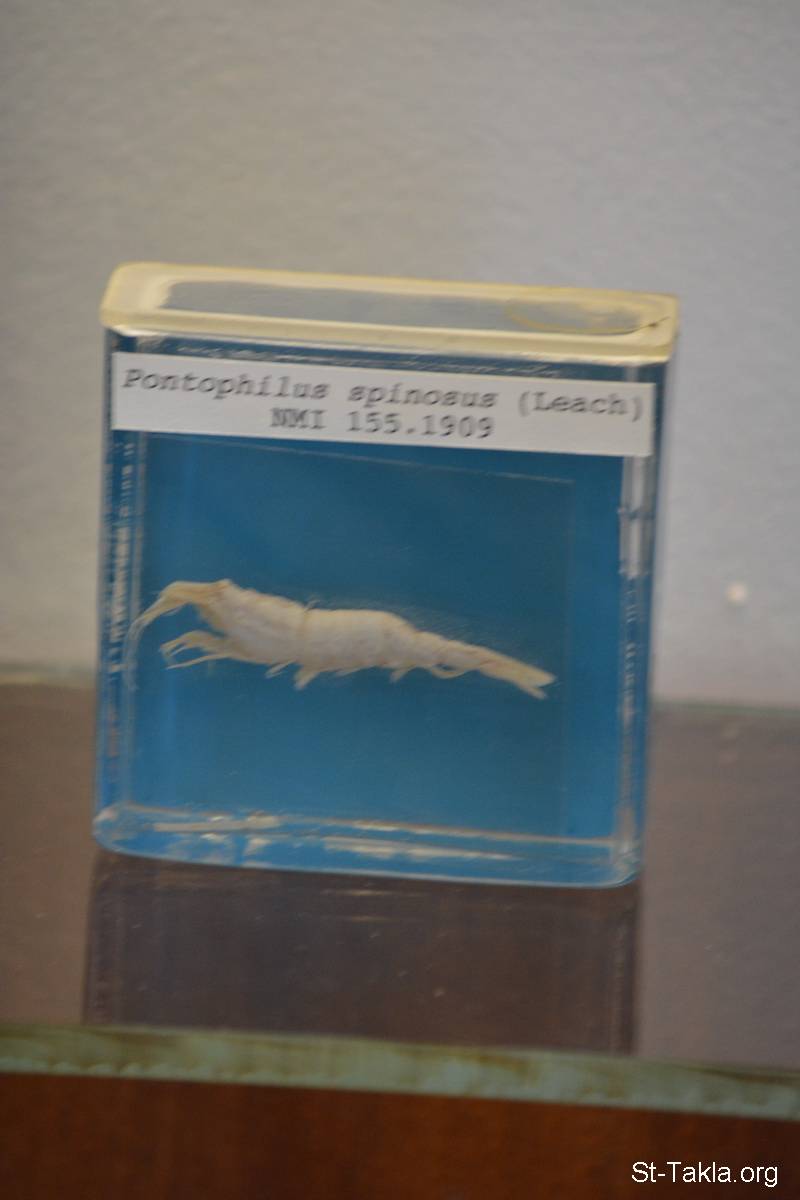 Pontophilus spinosus (Leach)
NMI 155.1909
St-Takla.org